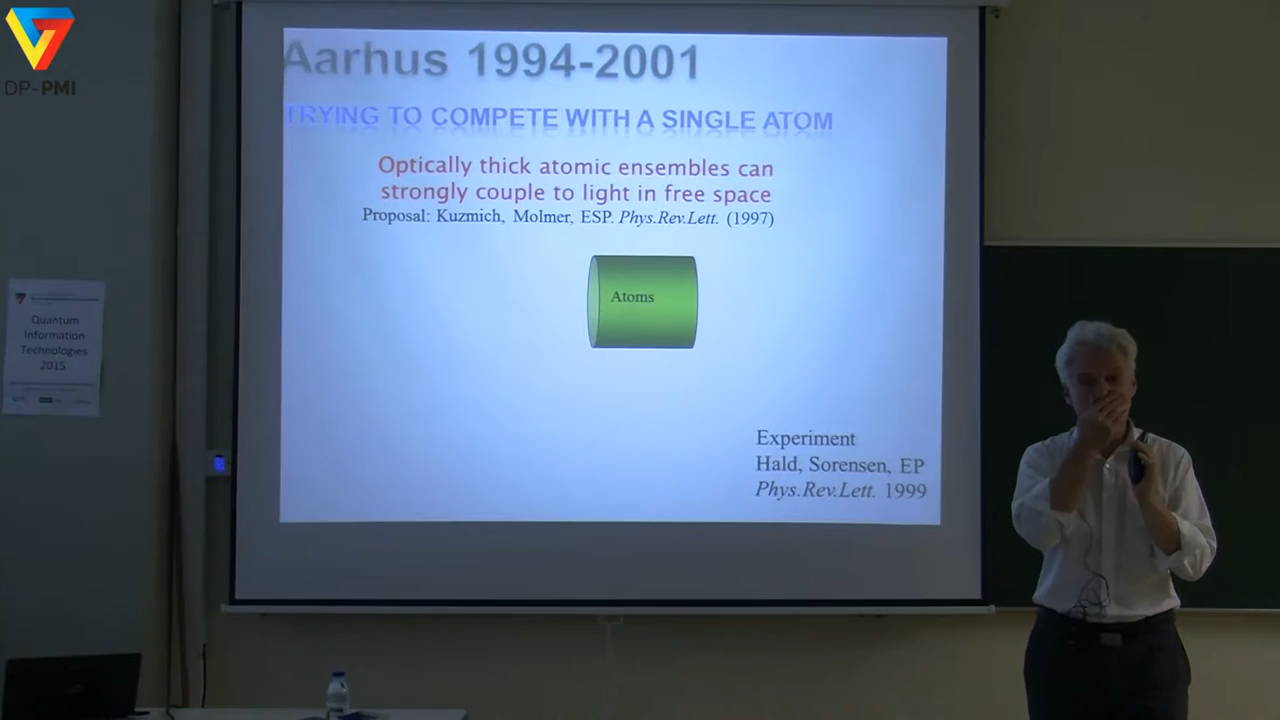 DP-PMI
Aarhus 1994-2001
TRYING TO COMPETE WITH A SINGLE ATOM
Optically thick atomic ensembles can
strongly couple to light in free space
Proposal: Kuzmich, Molmer, ESP. Phys.Rev.Lett. (1997)
Atoms
Experiment
Hald, Sorensen, EP
Phys.Rev.Lett. 1999
Quantum
Information
Technologies
2015